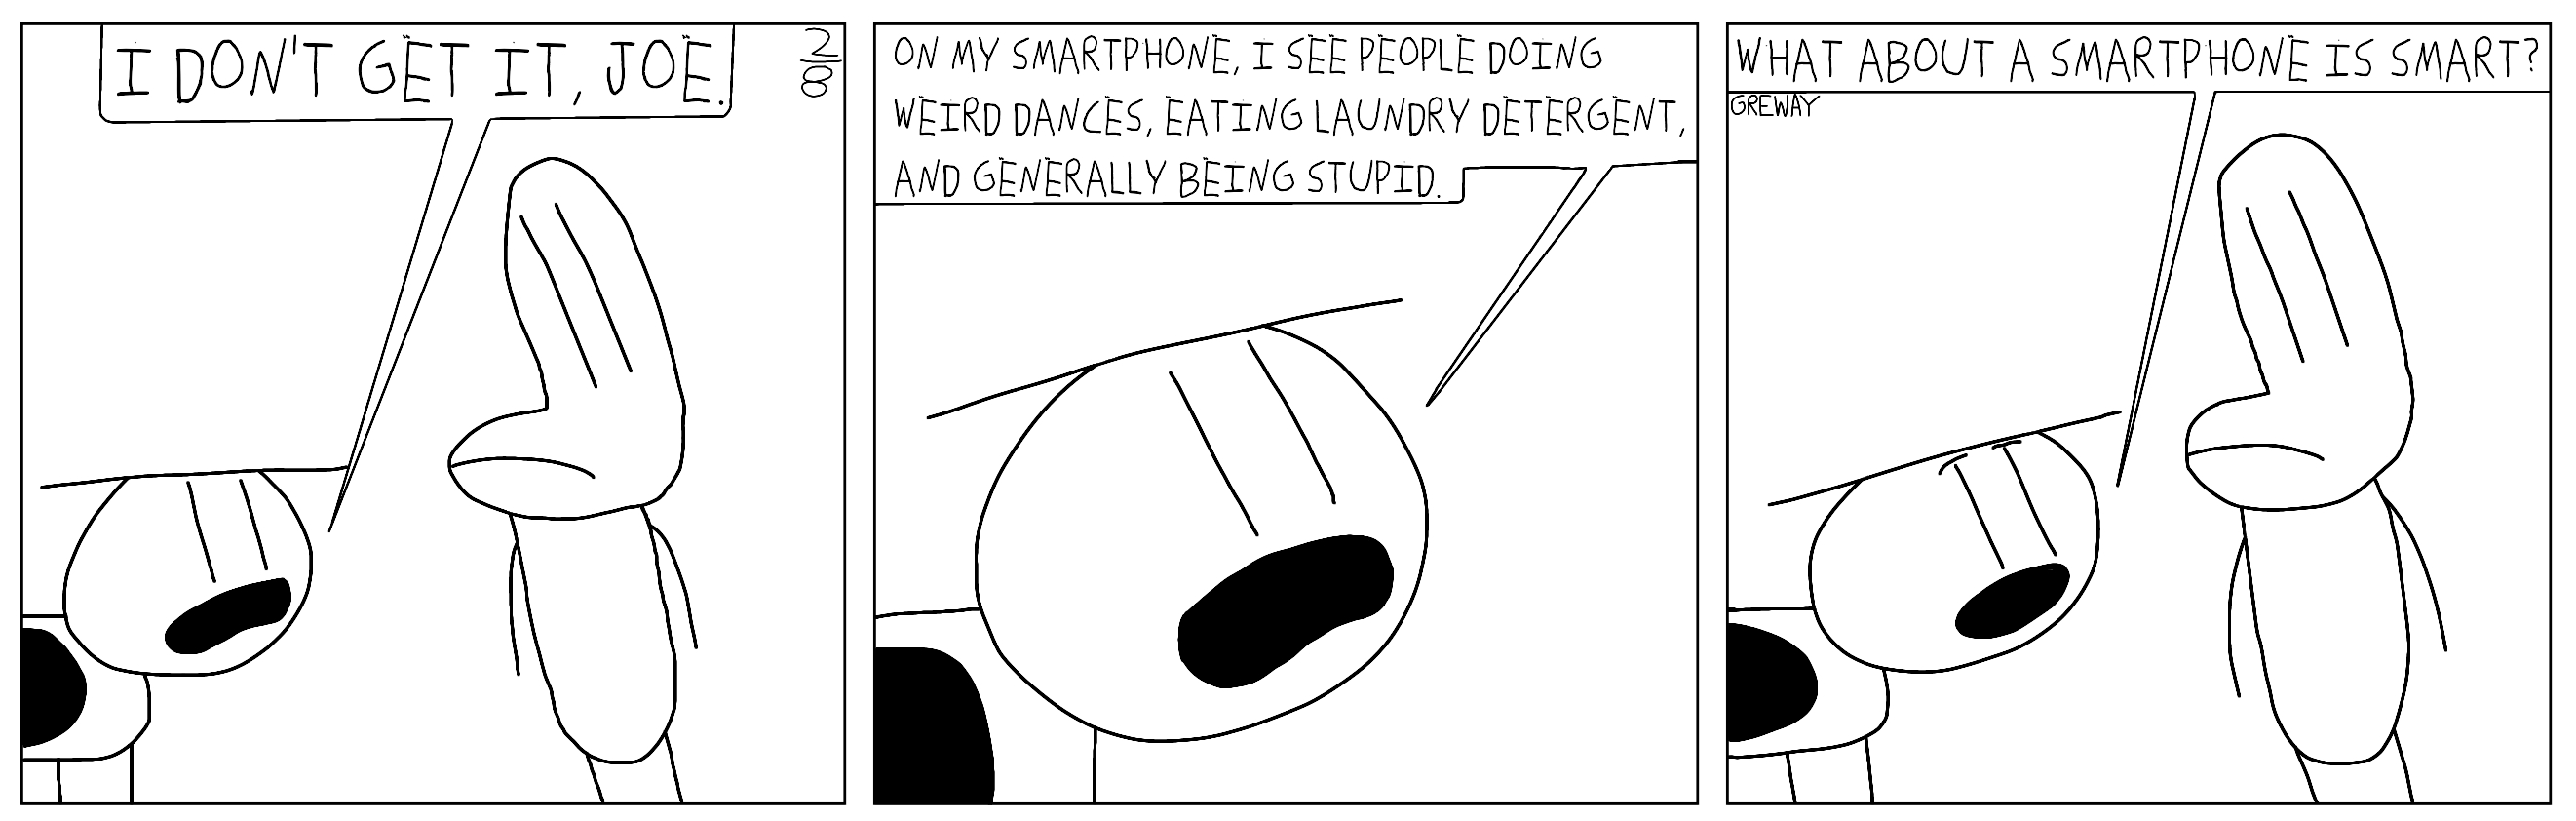 I DON'T GET IT, JOE.
2/8
ON MY SMARTPHONE, I SEE PEOPLE DOING
WEIRD DANCES, EATING LAUNDRY DETERGENT,
AND GENERALLY BEING STUPID.
WHAT ABOUT A SMARTPHONE IS SMART?
GREWAY